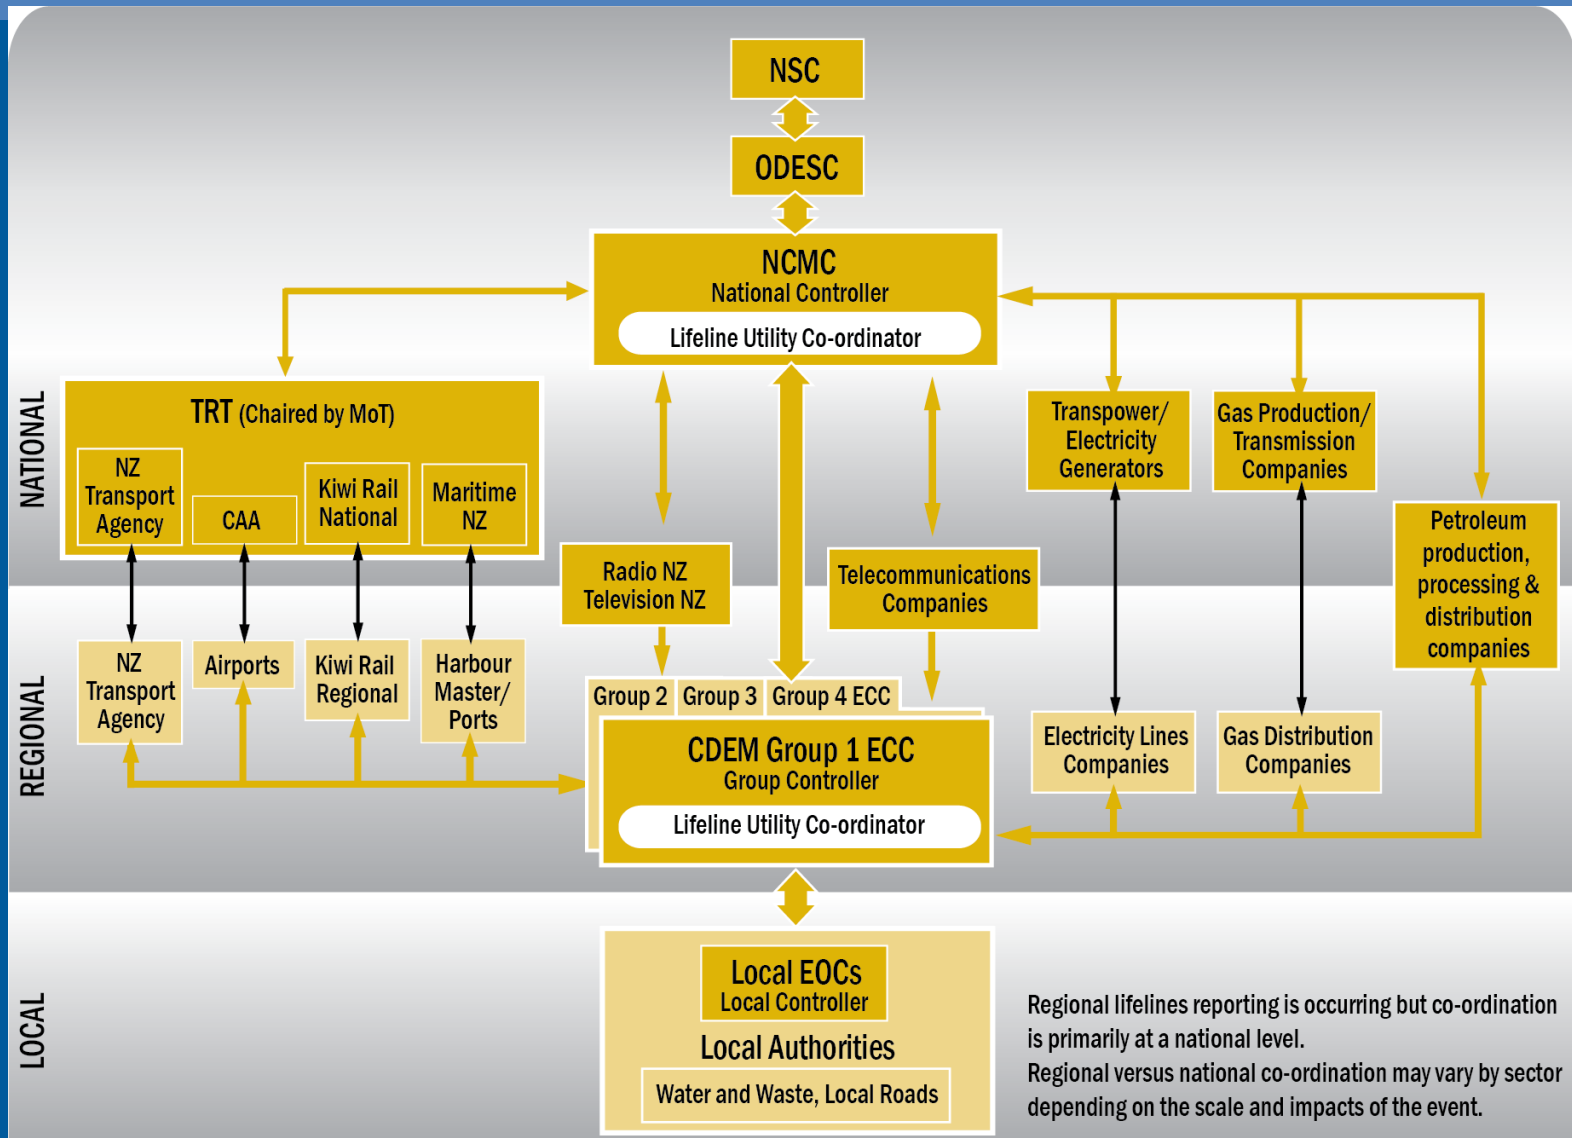 NSC
ODESC
NCMC
National Controller
Lifeline Utility Co-ordinator
NATIONAL
TRT (Chaired by MoT)
NZ
Transport
Agency
CAA
Kiwi Rail
National
Maritime
NZ
Radio NZ
Television NZ
Telecommunications
Companies
Transpower/
Electricity
Generators
Gas Production/
Transmission
Companies
Petroleum
production,
processing &
distribution
companies
REGIONAL
NZ
Transport
Agency
Airports
Kiwi Rail
Regional
Harbour
Master/
Ports
Group 2
Group 3
Group 4 ECC
CDEM Group 1 ECC
Group Controller
Lifeline Utility Co-ordinator
Electricity Lines
Companies
Gas Distribution
Companies
LOCAL
Local EOCs
Local Controller
Local Authorities
Water and Waste, Local Roads
Regional lifelines reporting is occurring but co-ordination
is primarily at a national level.
Regional versus national co-ordination may vary by sector
depending on the scale and impacts of the event.